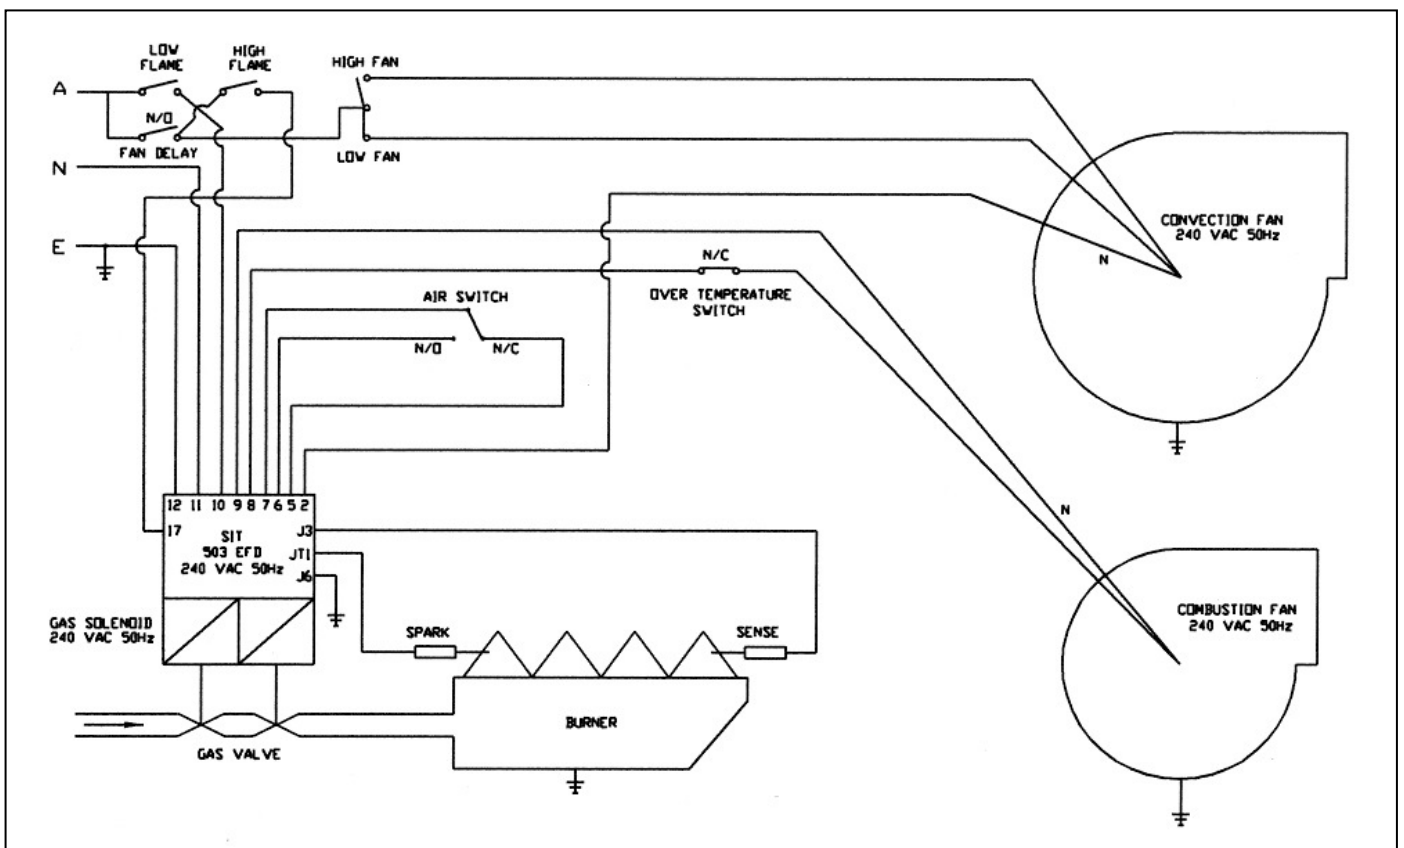 LOW
FLAME
HIGH
FLAME
HIGH FAN
A
N/O
FAN DELAY
LOW FAN
N
E
CONVECTION FAN
240 VAC 50Hz
N
N/C
OVER TEMPERATURE
SWITCH
AIR SWITCH
N/O
N/C
12 11 10 9 8 7 6 5 2
17
SIT
503 EFD
240 VAC 50Hz
J3
JT1
J6
N
GAS SOLENOID
240 VAC 50Hz
SPARK
SENSE
COMBUSTION FAN
240 VAC 50Hz
BURNER
GAS VALVE